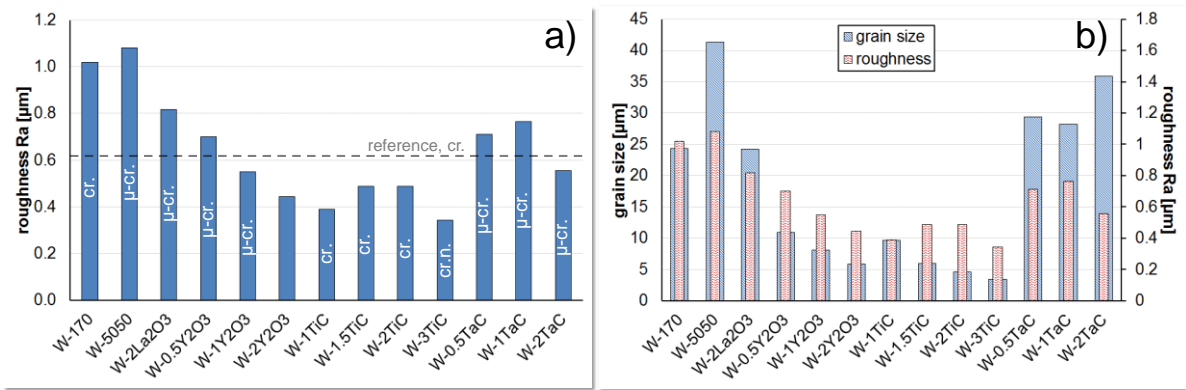 a)
roughness Ra [µm]
1.2
1.0
0.8
0.6
0.4
0.2
0.0
reference, cr.
cr.
µ-cr.
µ-cr.
µ-cr.
µ-cr.
cr.
cr.
cr.
cr.n.
µ-cr.
µ-cr.
µ-cr.
W-170
W-5050
W-2La2O3
W-0.5Y2O3
W-1Y2O3
W-2Y2O3
W-1TiC
W-1.5TiC
W-2TiC
W-3TiC
W-0.5TaC
W-1TaC
W-2TaC
b)
grain size
roughness
grain size [µm]
45
40
35
30
25
20
15
10
5
0
roughness Ra [µm]
1.8
1.6
1.4
1.2
1
0.8
0.6
0.4
0.2
0
W-170
W-5050
W-2La2O3
W-0.5Y2O3
W-1Y2O3
W-2Y2O3
W-1TiC
W-1.5TiC
W-2TiC
W-3TiC
W-0.5TaC
W-1TaC
W-2TaC